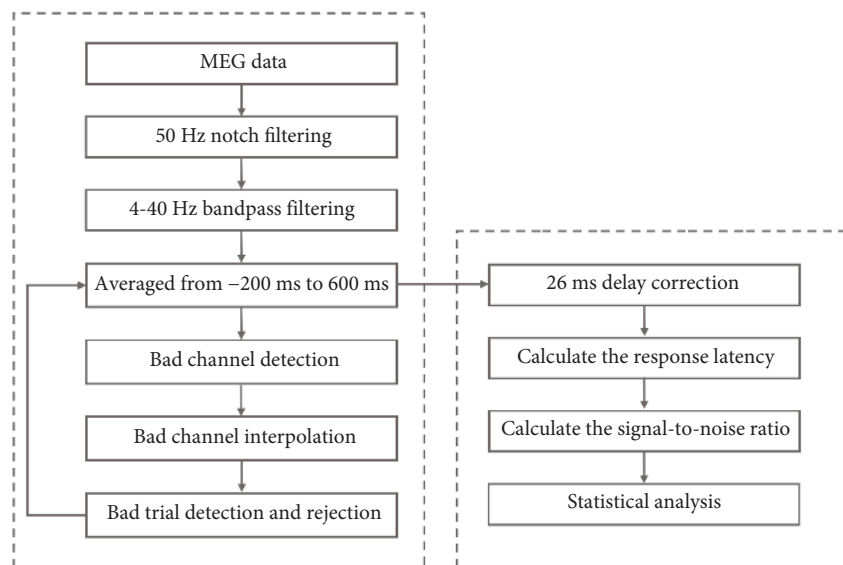 MEG data
50 Hz notch filtering
4-40 Hz bandpass filtering
Averaged from −200 ms to 600 ms
Bad channel detection
Bad channel interpolation
Bad trial detection and rejection
26 ms delay correction
Calculate the response latency
Calculate the signal-to-noise ratio
Statistical analysis